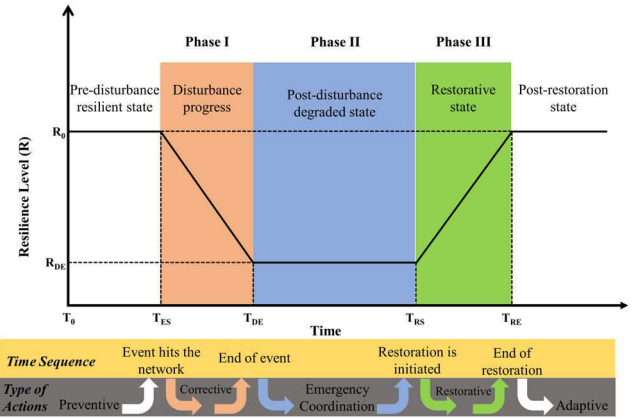 Phase I
Phase II
Phase III
Pre-disturbance
resilient state
Disturbance
progress
Post-disturbance
degraded state
Restorative
state
Post-restoration
state
R0
RDE
Resilience Level (R)
T0
TES
TDE
TRS
TRE
Time
Time Sequence
Event hits the
network
End of event
Restoration is
initiated
End of
restoration
Type of
Actions
Preventive
Corrective
Emergency
Coordination
Restorative
Adaptive